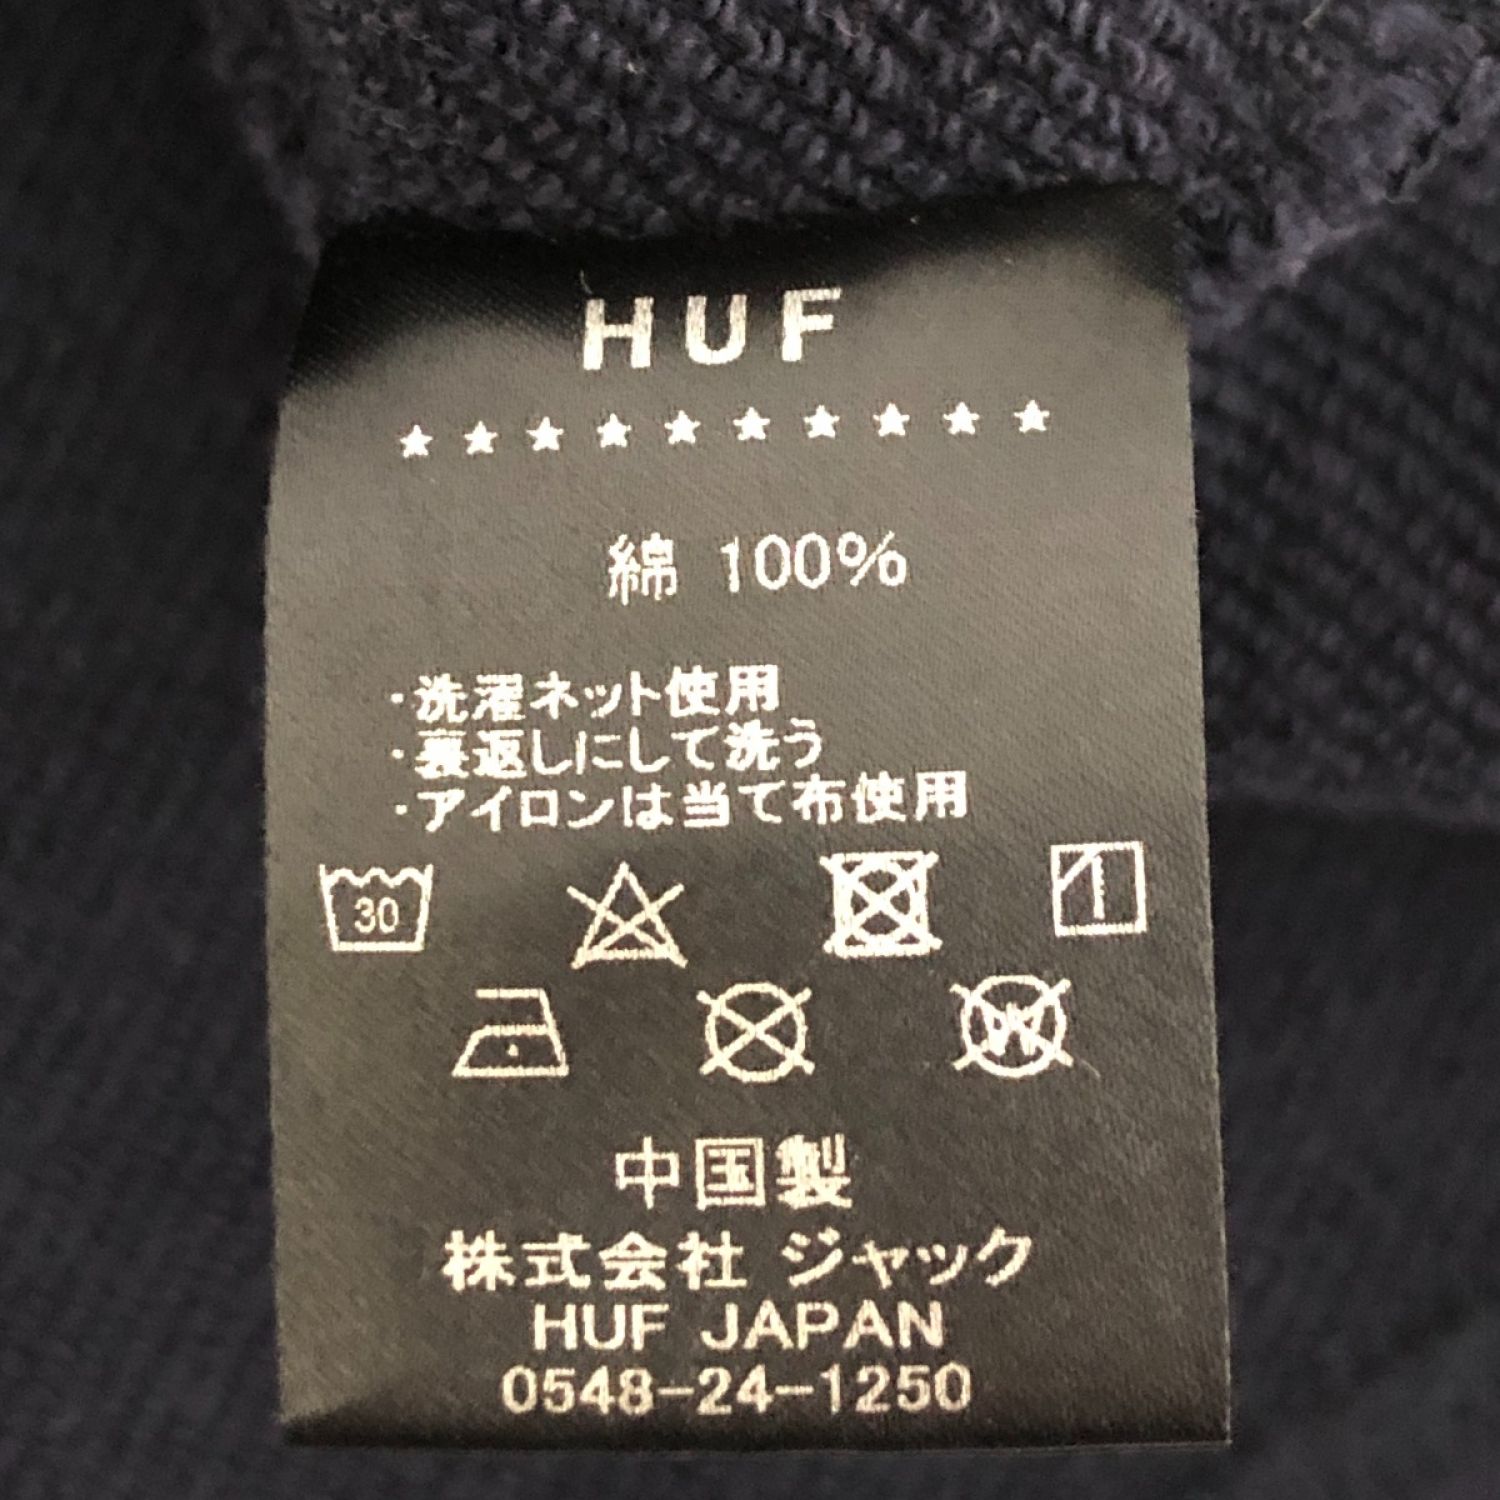 HUF
綿 100%
・洗濯ネット使用
・裏返しにして洗う
・アイロンは当て布使用
30
W
中国製
株式会社 ジャック
HUF JAPAN
0548-24-1250